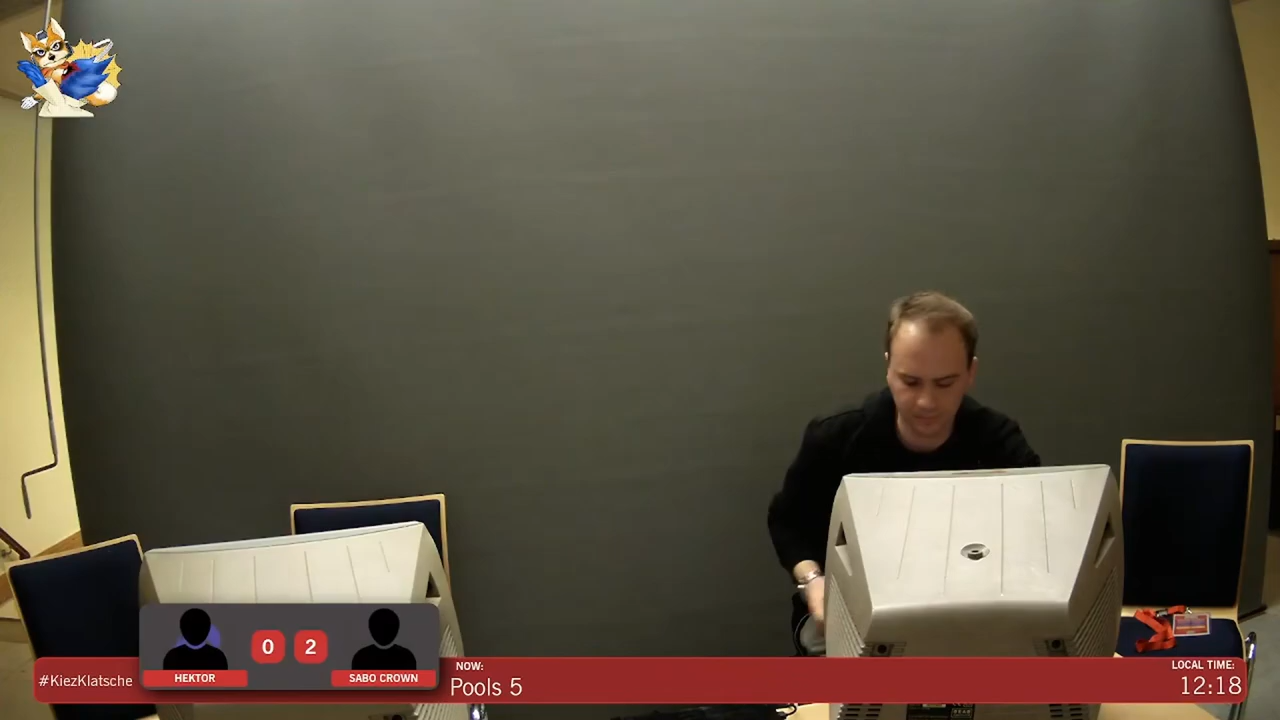 #KiezKlatsche
HEKTOR
0
2
SABO CROWN
NOW:
Pools 5
LOCAL TIME:
12:18